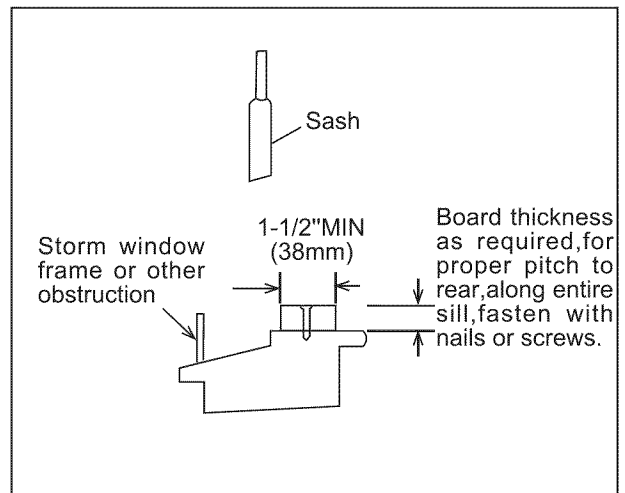 Sash
1-1/2"MIN
(38mm)
Storm window
frame or other
obstruction
Board thickness
as required,for
proper pitch to
rear,along entire
sill,fasten with
nails or screws.